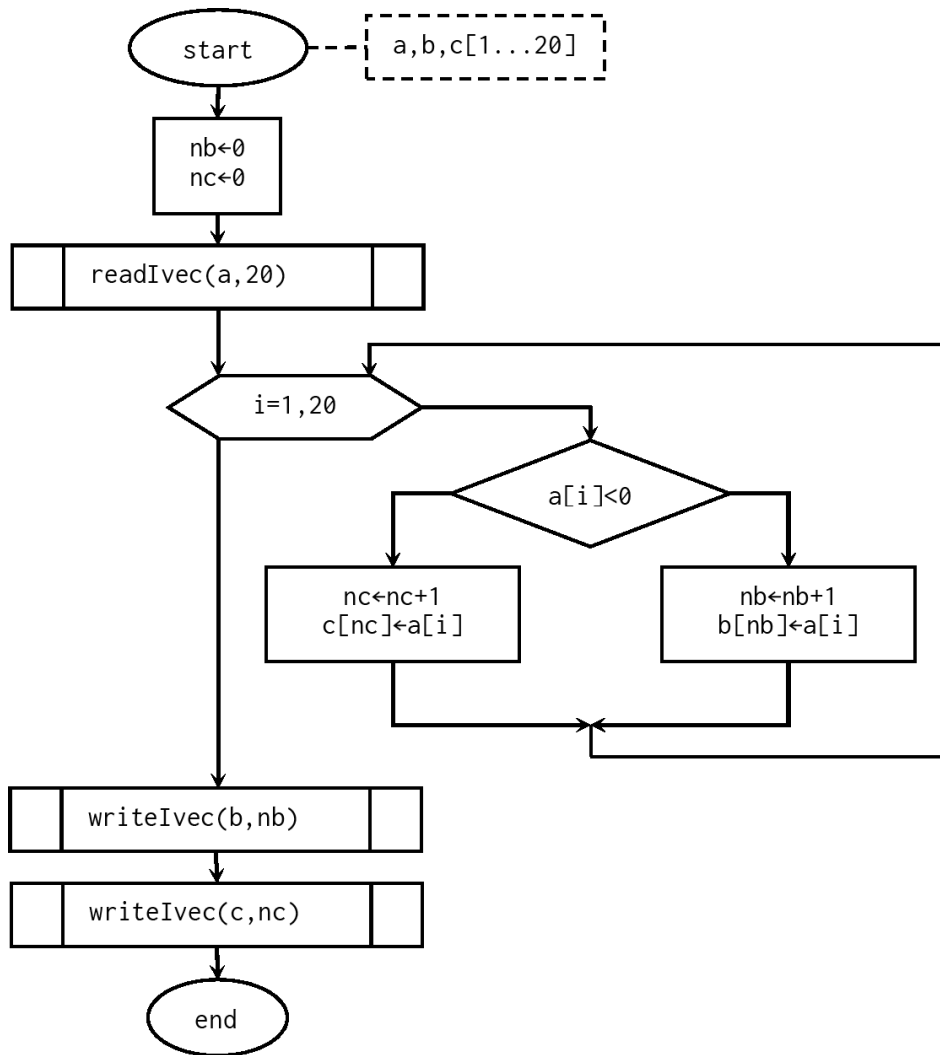 start
a,b,c[1...20]
nb←0
nc←0
readIvec(a,20)
i=1,20
a[i]<0
nc←nc+1
c[nc]←a[i]
nb←nb+1
b[nb]←a[i]
writeIvec(b,nb)
writeIvec(c,nc)
end